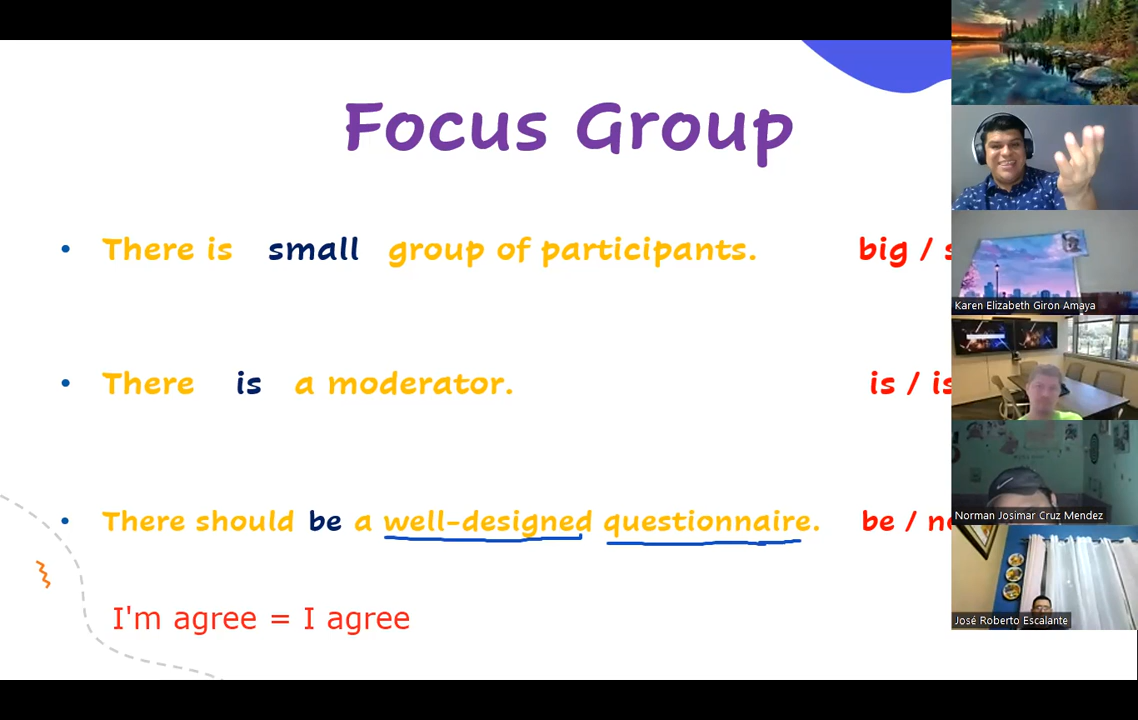 Focus Group
• There is small group of participants. big / s
• There is a moderator. is / is
• There should be a well-designed questionnaire. be / no
I'm agree = I agree
Karen Elizabeth Giron Amaya
Norman Josimar Cruz Mendez
José Roberto Escalante